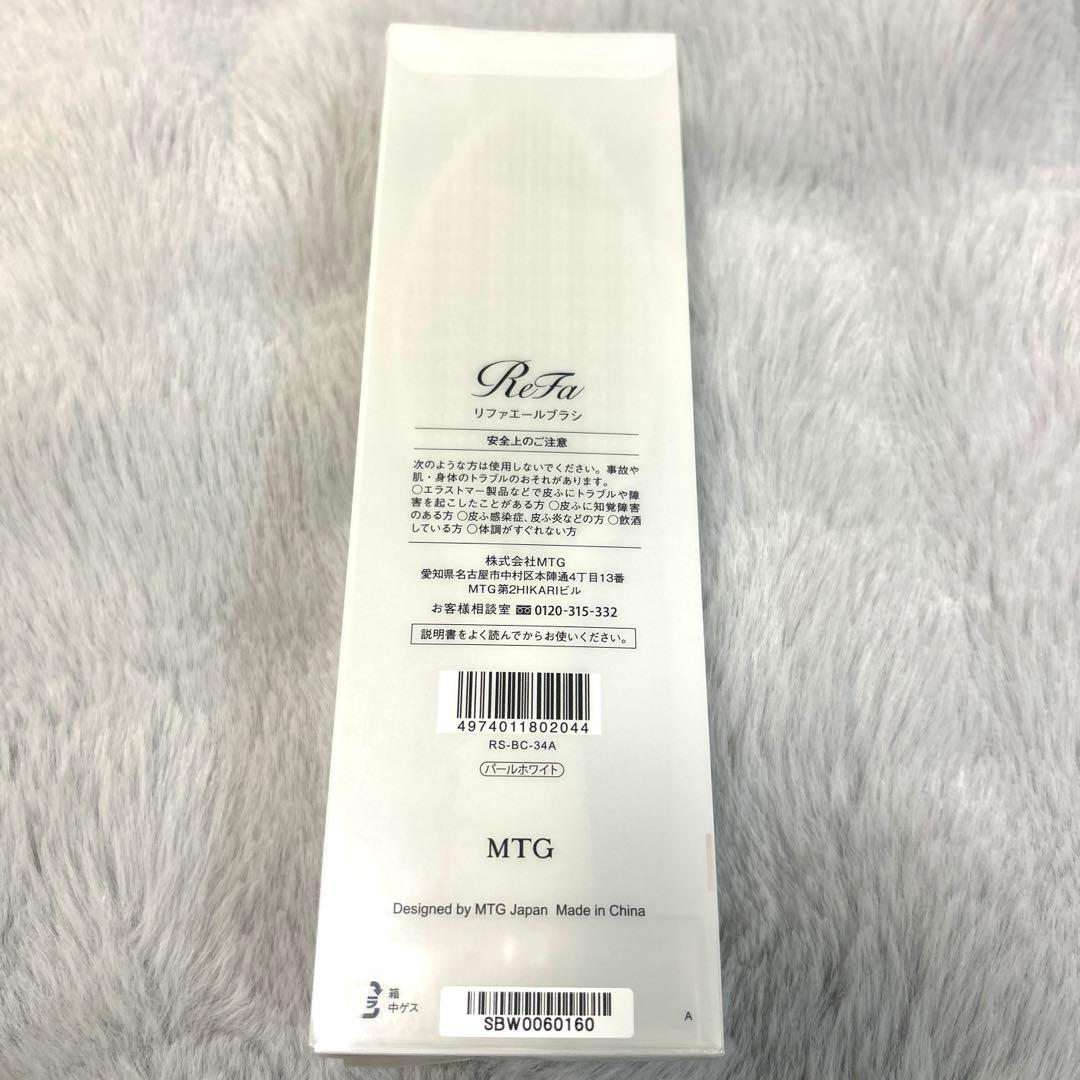 ReFa
リファエールブラシ
安全上のご注意
次のような方は使用しないでください。事故や
肌・身体のトラブルのおそれがあります。
○エラストマー製品などで皮ふにトラブルや障
害を起こしたことがある方 ○皮ふに知覚障害
のある方 ○皮ふ感染症、皮ふ炎などの方 ○飲酒
している方 ○体調がすぐれない方
株式会社MTG
愛知県名古屋市中村区本陣通4丁目13番
MTG第2HIKARIビル
お客様相談室 0120-315-332
説明書をよく読んでからお使いください。
4974011802044
RS-BC-34A
パールホワイト
MTG
Designed by MTG Japan Made in China
プラ
箱
中ゲス
SBW0060160
A